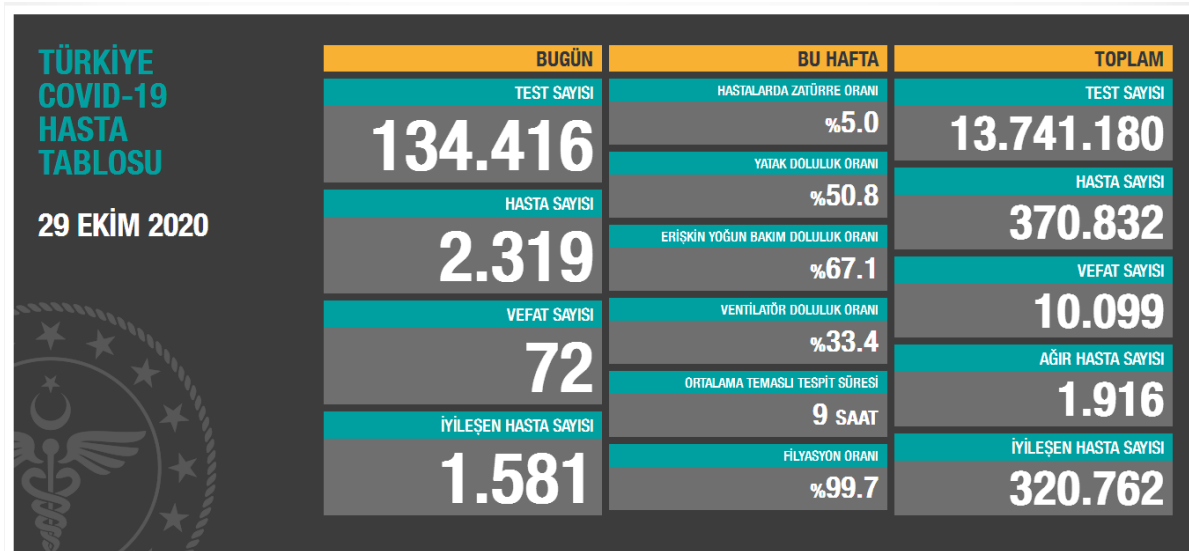 TÜRKİYE
COVID-19
HASTA
TABLOSU
29 EKİM 2020
BUGÜN
TEST SAYISI
134.416
HASTA SAYISI
2.319
VEFAT SAYISI
72
İYİLEŞEN HASTA SAYISI
1.581
BU HAFTA
HASTALARDA ZATÜRRE ORANI
%5.0
YATAK DOLULUK ORANI
%50.8
ERİŞKİN YOĞUN BAKIM DOLULUK ORANI
%67.1
VENTİLATÖR DOLULUK ORANI
%33.4
ORTALAMA TEMASLI TESPİT SÜRESİ
9 SAAT
FİLYASYON ORANI
%99.7
TOPLAM
TEST SAYISI
13.741.180
HASTA SAYISI
370.832
VEFAT SAYISI
10.099
AĞIR HASTA SAYISI
1.916
İYİLEŞEN HASTA SAYISI
320.762